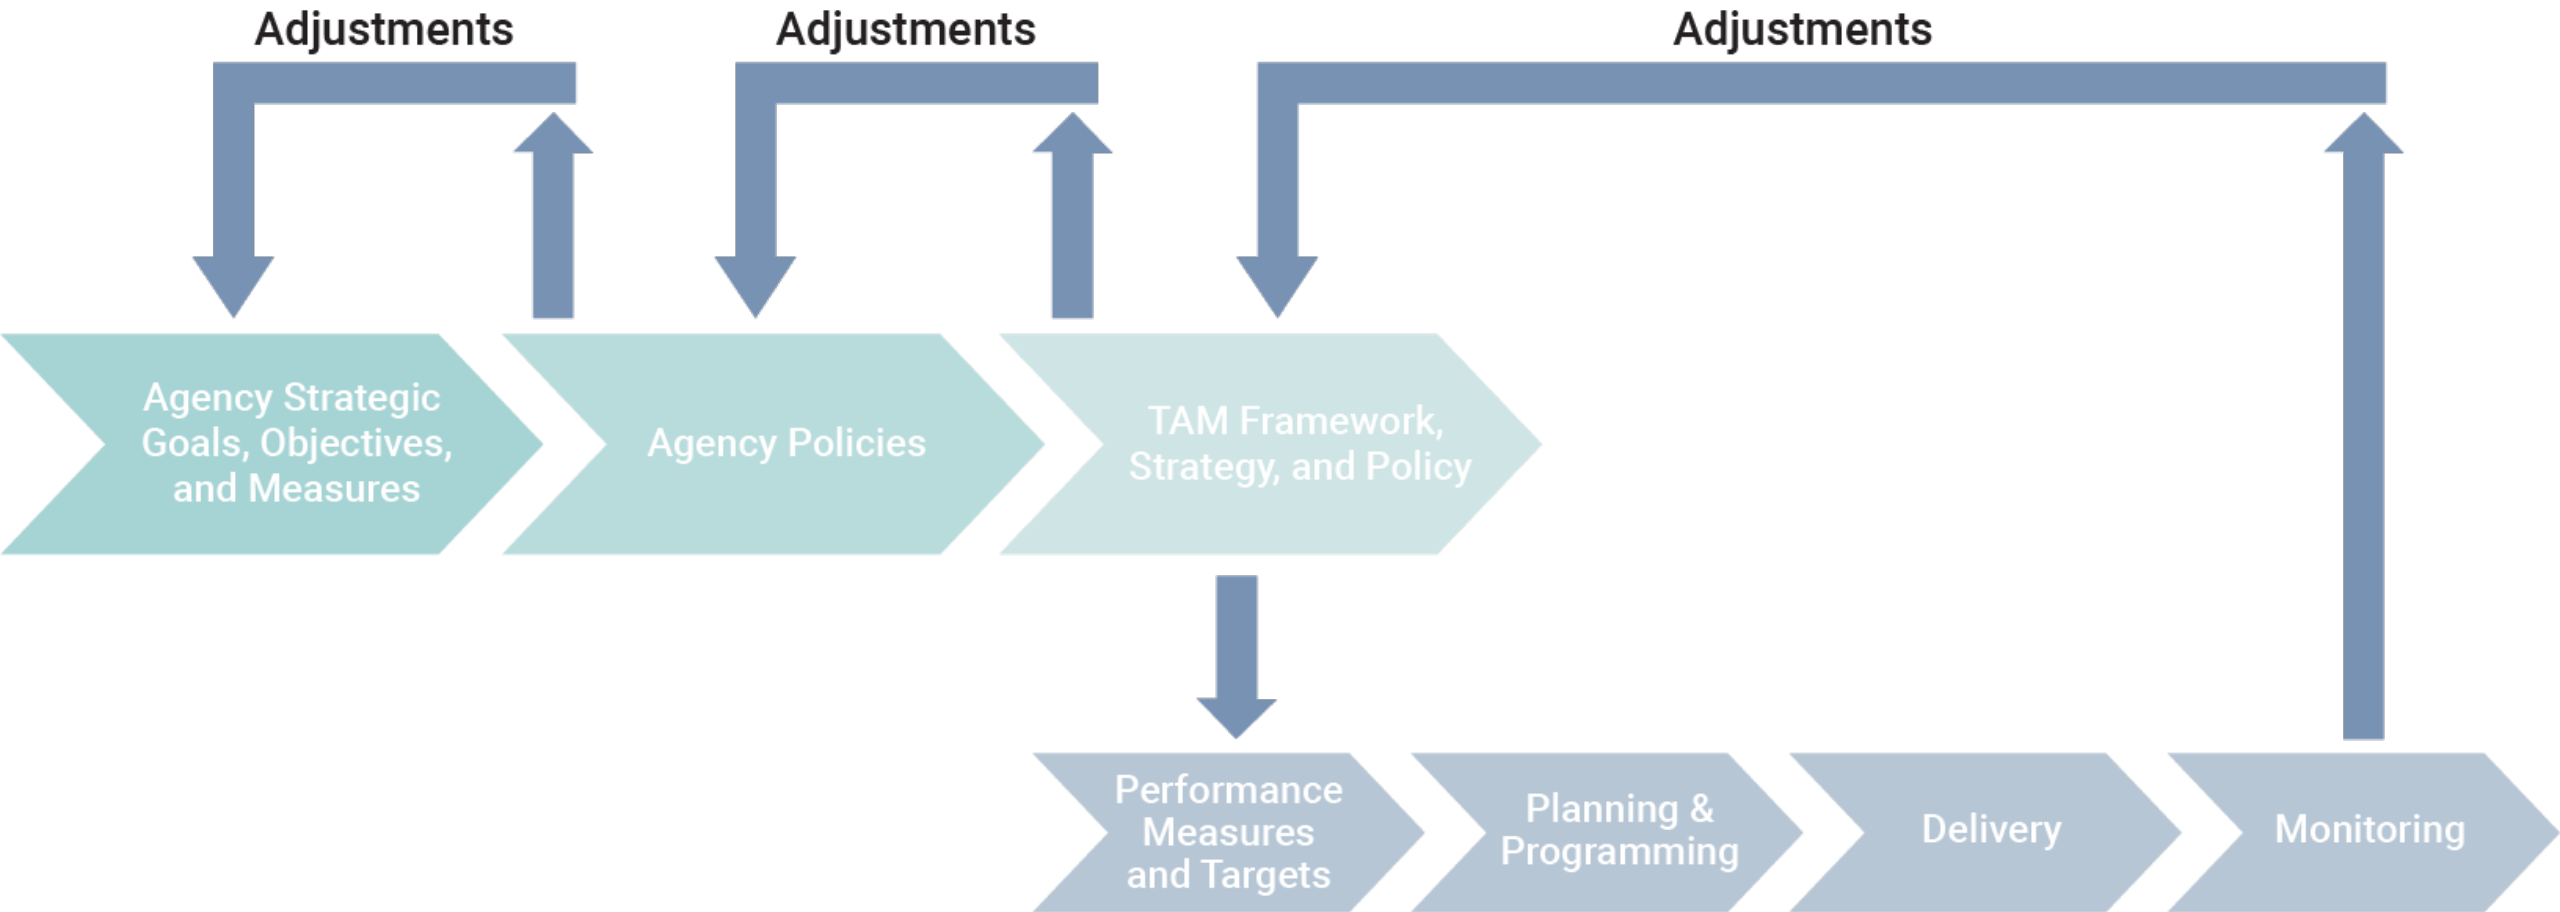 Adjustments
Adjustments
Adjustments
Agency Strategic
Goals, Objectives,
and Measures
Agency Policies
TAM Framework,
Strategy, and Policy
Performance
Measures
and Targets
Planning &
Programming
Delivery
Monitoring